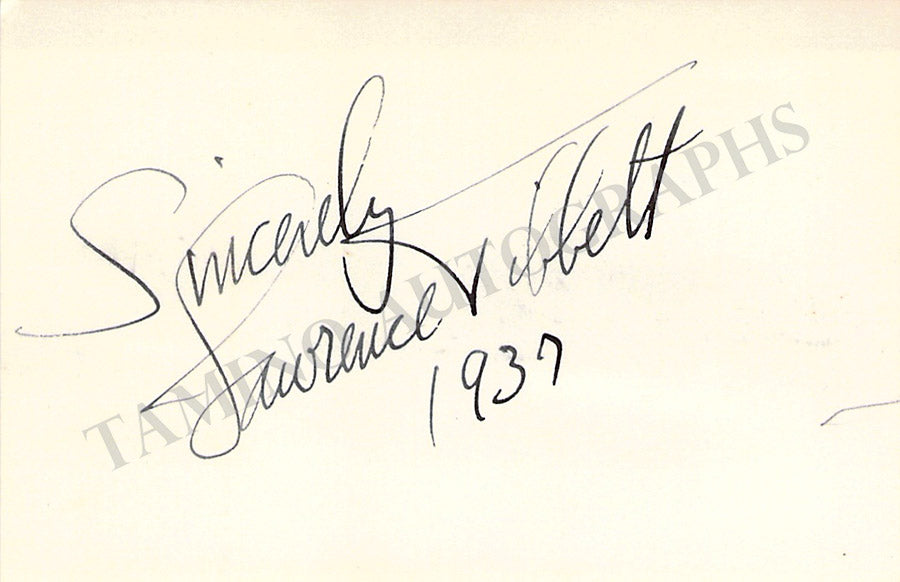 Sincerely
Lawrence Tibbett
1937
TAMINO AUTOGRAPHS